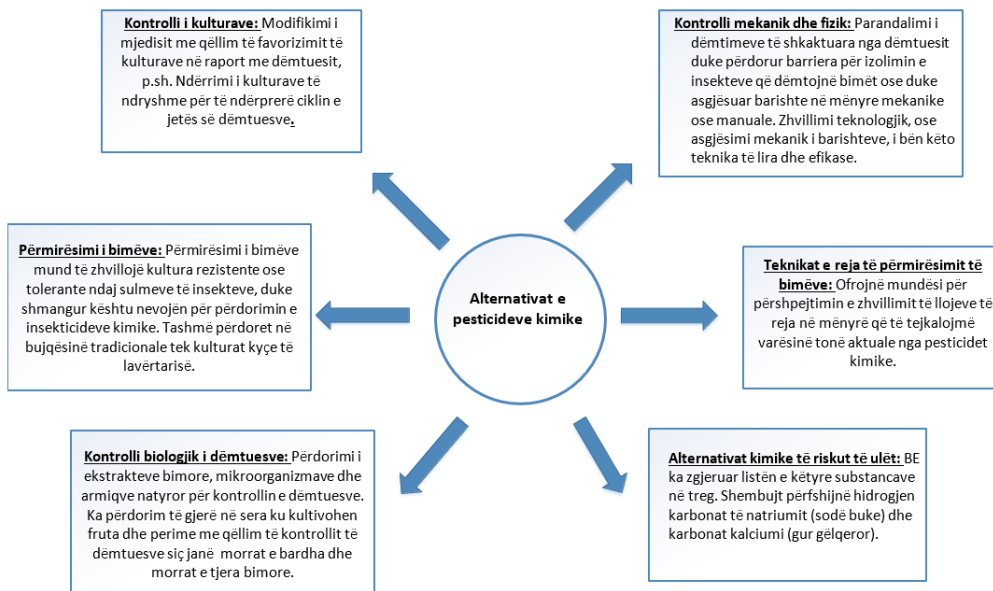 Kontrolli i kulturave: Modifikimi i
mjedisit me qëllim të favorizimit të
kulturave në raport me dëmtuesit,
p.sh. Ndërrimi i kulturave të
ndryshme për të ndërprerë ciklin e
jetës së dëmtuesve.
Kontrolli mekanik dhe fizik: Parandalimi i
dëmtimeve të shkaktuara nga dëmtuesit
duke përdorur barriera për izolimin e
insekteve që dëmtojnë bimët ose duke
asgjësuar barishte në mënyre mekanike
ose manuale. Zhvillimi teknologjik, ose
asgjësimi mekanik i barishteve, i bën këto
teknika të lira dhe efikase.
Përmirësimi i bimëve: Përmirësimi i bimëve
mund të zhvillojë kultura rezistente ose
tolerante ndaj sulmeve të insekteve, duke
shmangur kështu nevojën për përdorimin e
insekticideve kimike. Tashmë përdoret në
bujqësinë tradicionale tek kulturat kyçe të
lavërtarisë.
Alternativat e
pesticideve kimike
Teknikat e reja të përmirësimit të
bimëve: Ofrojnë mundësi për
përshpejtimin e zhvillimit të llojeve të
reja në mënyrë që të tejkalojmë
varësinë tonë aktuale nga pesticidet
kimike.
Kontrolli biologjik i dëmtuesve: Përdorimi i
ekstrakteve bimore, mikroorganizmave dhe
armiqve natyror për kontrollin e dëmtuesve.
Ka përdorim të gjerë në sera ku kultivohen
fruta dhe perime me qëllim të kontrollit të
dëmtuesve siç janë morrat e bardha dhe
morrat e tjera bimore.
Alternativat kimike të riskut të ulët: BE
ka zgjeruar listën e këtyre substancave
në treg. Shembujt përfshijnë hidrogjen
karbonat të natriumit (sodë buke) dhe
karbonat kalciumi (gur gëlqeror).